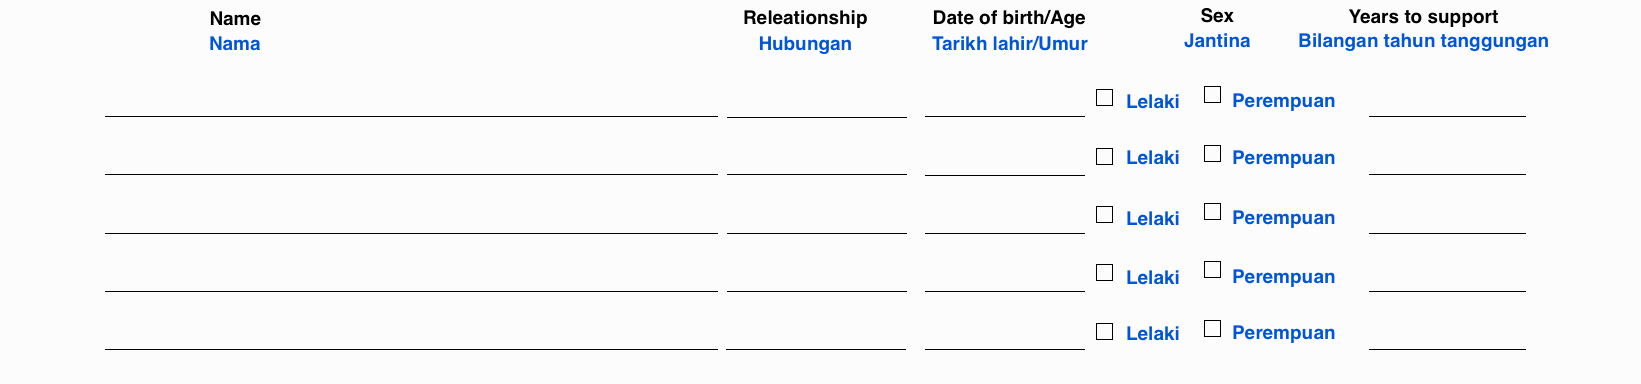 Name Releationship Date of birth/Age Sex Years to support
Nama Hubungan Tarikh lahir/Umur Jantina Bilangan tahun tanggungan
Lelaki Perempuan
Lelaki Perempuan
Lelaki Perempuan
Lelaki Perempuan
Lelaki Perempuan